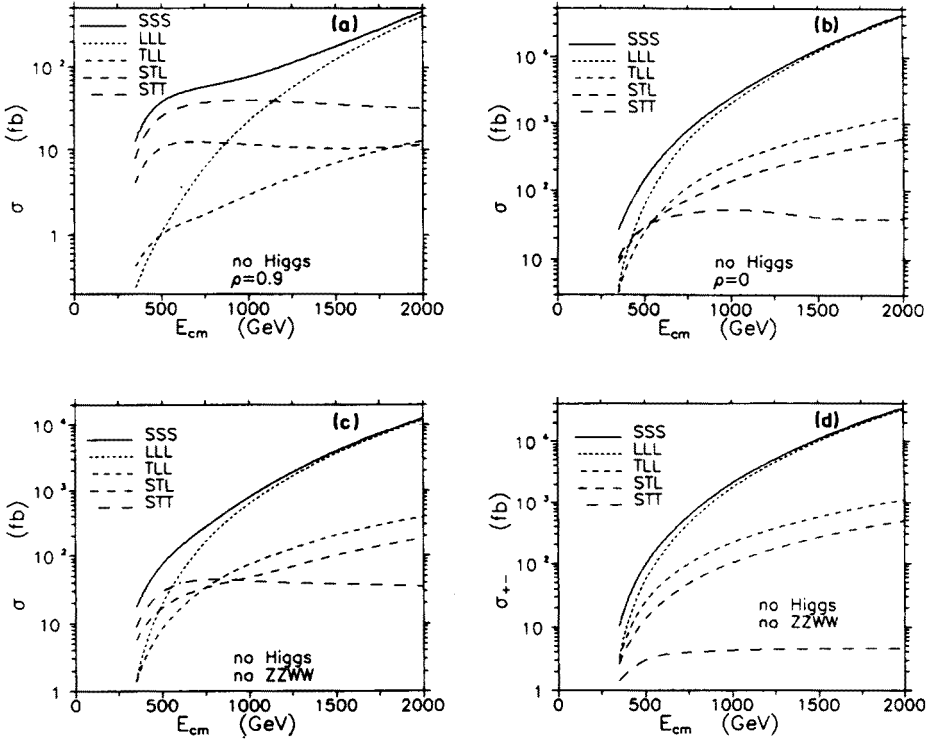 (a)
SSS
LLL
TLL
STL
STT
10²
10
1
σ (fb)
no Higgs
ρ=0.9
0 500 1000 1500 2000
E_cm (GeV)
(b)
SSS
LLL
TLL
STL
STT
10⁴
10³
10²
10
σ (fb)
no Higgs
ρ=0
0 500 1000 1500 2000
E_cm (GeV)
(c)
SSS
LLL
TLL
STL
STT
10⁴
10³
10²
10
1
σ (fb)
no Higgs
no ZZWW
0 500 1000 1500 2000
E_cm (GeV)
(d)
SSS
LLL
TLL
STL
STT
10⁴
10³
10²
10
1
σ₊₋ (fb)
no Higgs
no ZZWW
0 500 1000 1500 2000
E_cm (GeV)